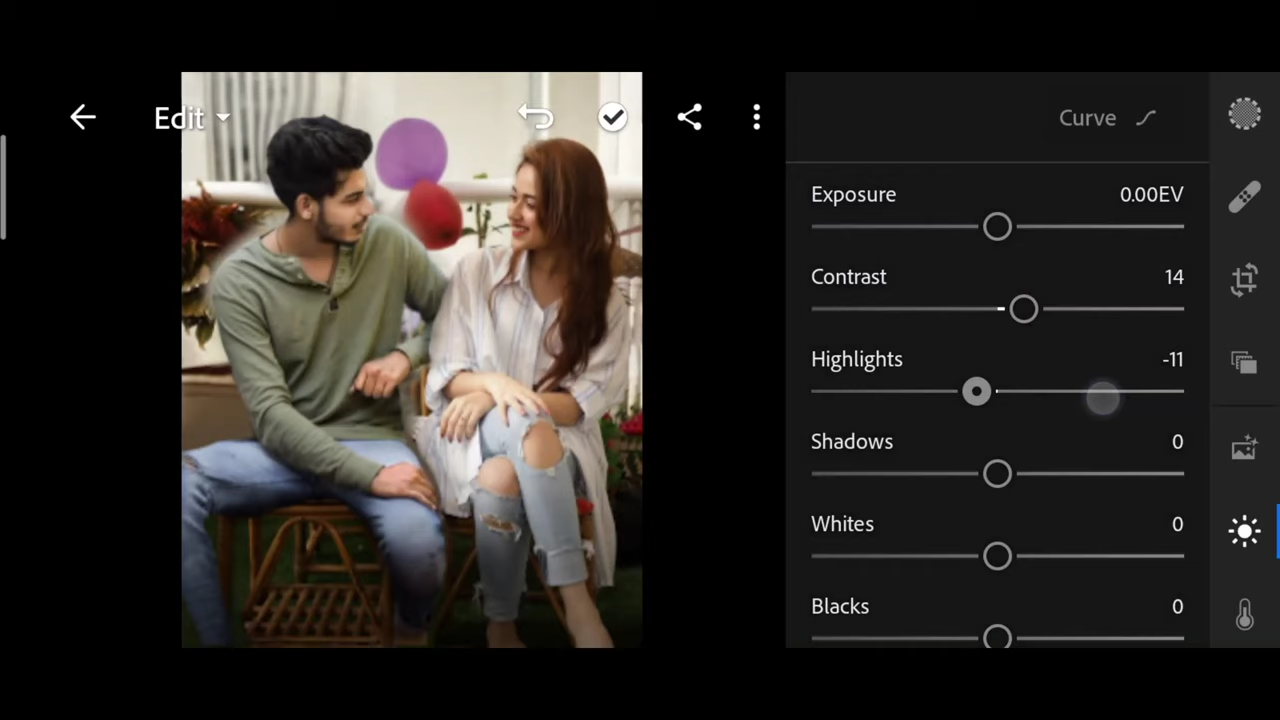 Edit
Curve
Exposure 0.00EV
Contrast 14
Highlights -11
Shadows 0
Whites 0
Blacks 0